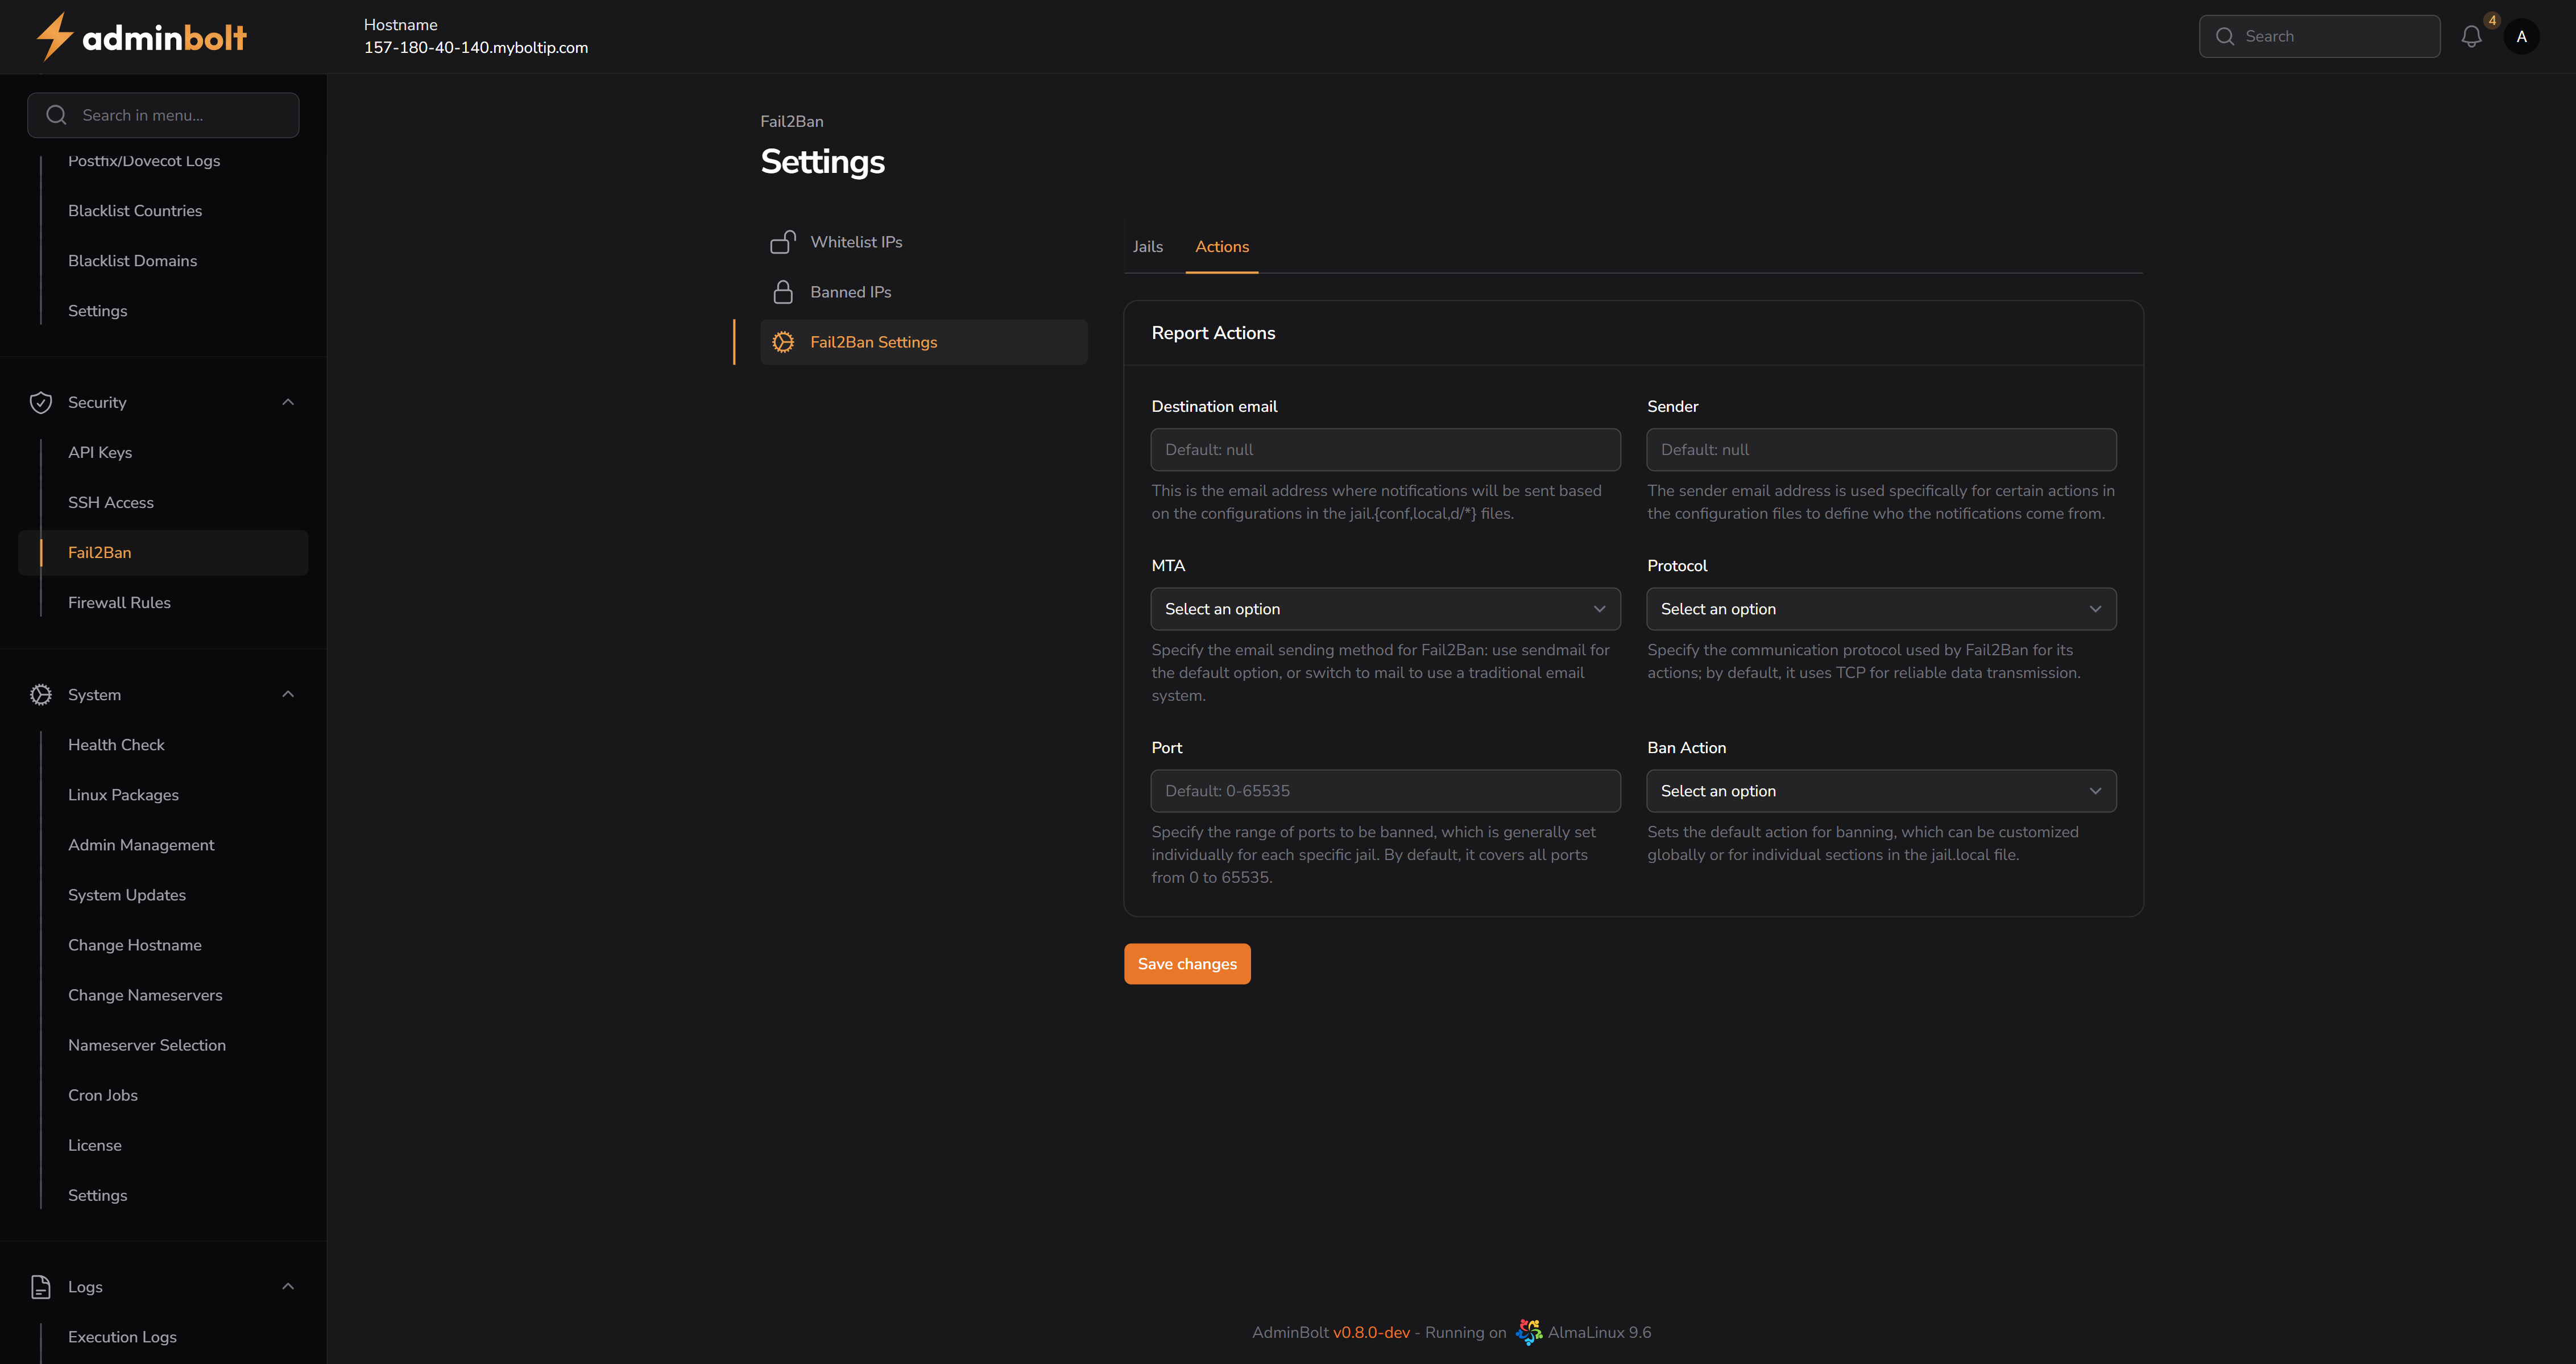 adminbolt
Hostname
157-180-40-140.myboltip.com
Search
4
A
Search in menu...
Postfix/Dovecot Logs
Blacklist Countries
Blacklist Domains
Settings
Security
API Keys
SSH Access
Fail2Ban
Firewall Rules
System
Health Check
Linux Packages
Admin Management
System Updates
Change Hostname
Change Nameservers
Nameserver Selection
Cron Jobs
License
Settings
Logs
Execution Logs
Fail2Ban
Settings
Whitelist IPs
Banned IPs
Fail2Ban Settings
Jails
Actions
Report Actions
Destination email
Default: null
This is the email address where notifications will be sent based
on the configurations in the jail.{conf,local,d/*} files.
Sender
Default: null
The sender email address is used specifically for certain actions in
the configuration files to define who the notifications come from.
MTA
Select an option
Specify the email sending method for Fail2Ban: use sendmail for
the default option, or switch to mail to use a traditional email
system.
Protocol
Select an option
Specify the communication protocol used by Fail2Ban for its
actions; by default, it uses TCP for reliable data transmission.
Port
Default: 0-65535
Specify the range of ports to be banned, which is generally set
individually for each specific jail. By default, it covers all ports
from 0 to 65535.
Ban Action
Select an option
Sets the default action for banning, which can be customized
globally or for individual sections in the jail.local file.
Save changes
AdminBolt v0.8.0-dev - Running on AlmaLinux 9.6